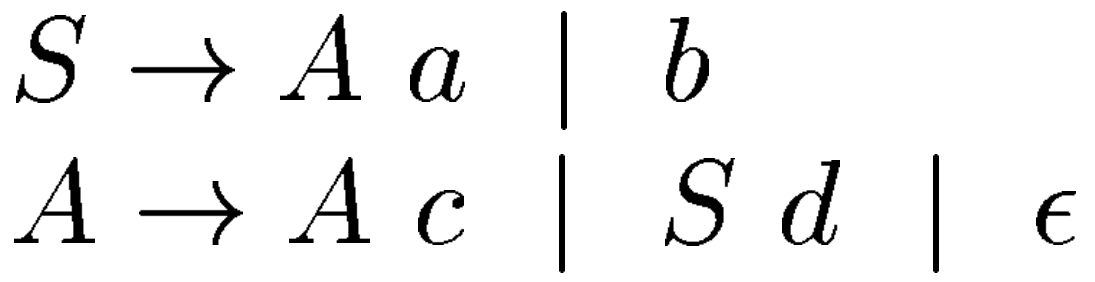 S → A a | b
A → A c | S d | ϵ